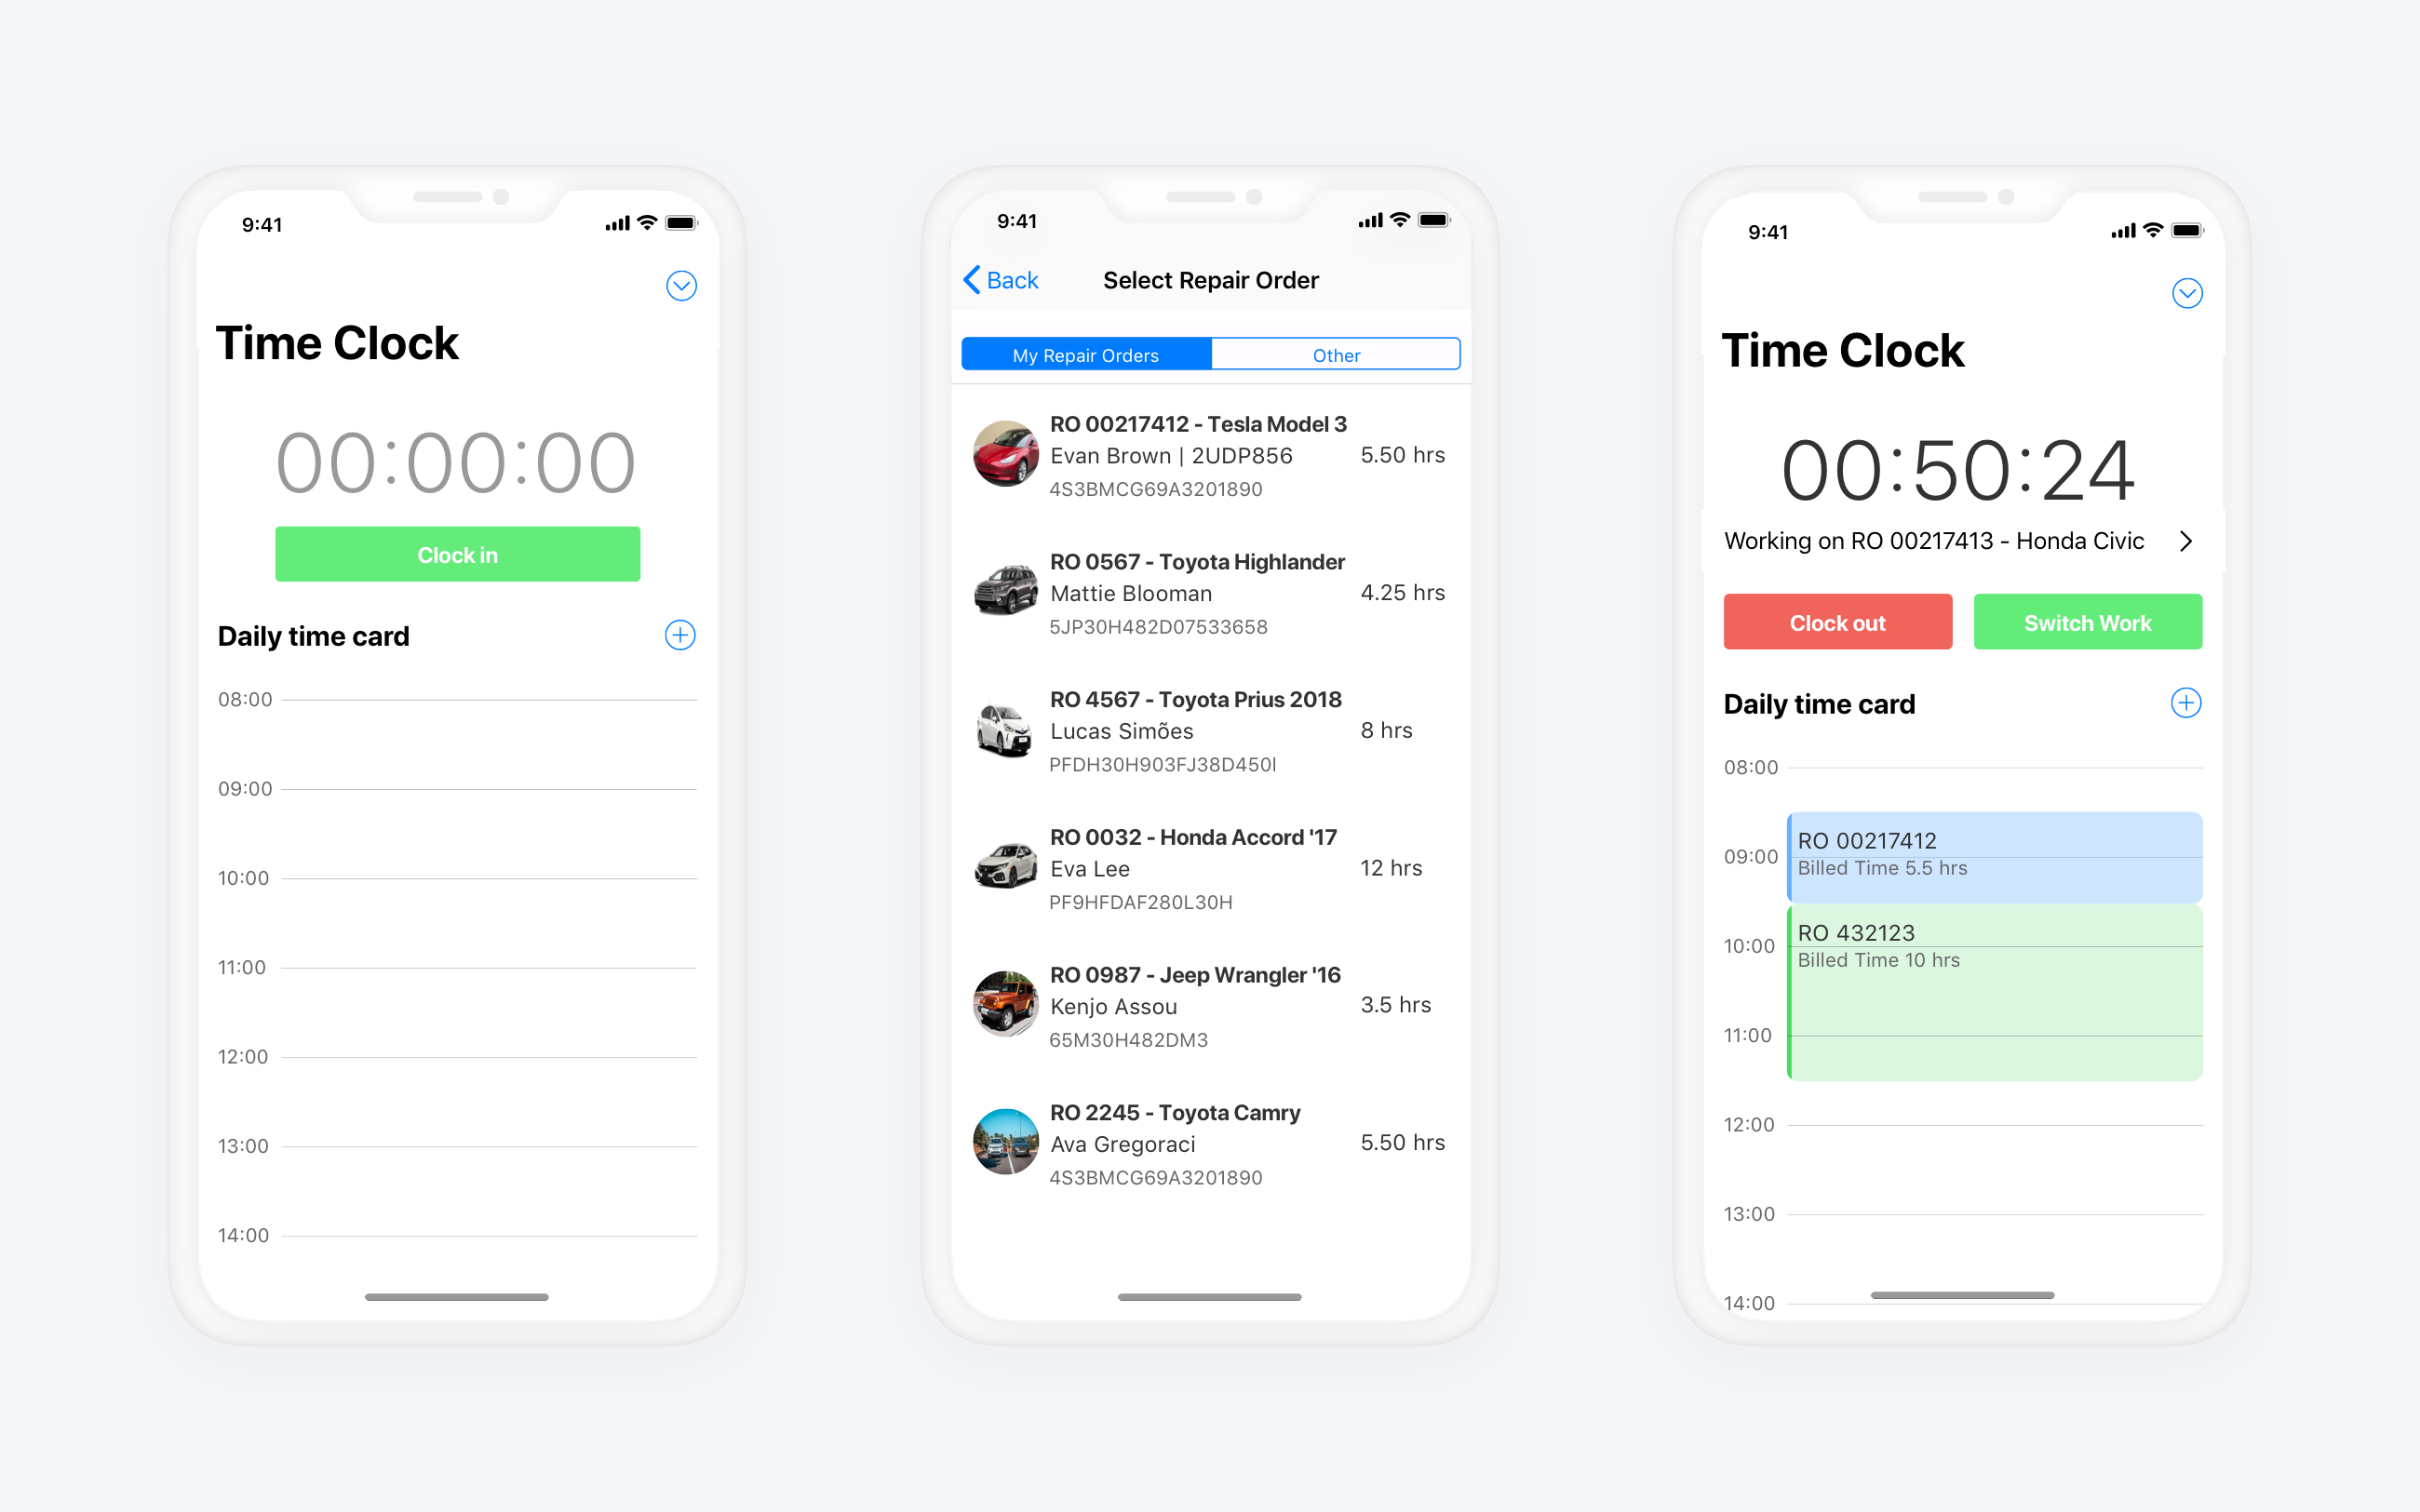 9:41
Time Clock
00:00:00
Clock in
Daily time card
08:00
09:00
10:00
11:00
12:00
13:00
14:00
9:41
Back Select Repair Order
My Repair Orders Other
RO 00217412 - Tesla Model 3
Evan Brown | 2UDP856 5.50 hrs
4S3BMCG69A3201890
RO 0567 - Toyota Highlander
Mattie Blooman 4.25 hrs
5JP30H482D07533658
RO 4567 - Toyota Prius 2018
Lucas Simões 8 hrs
PFDH30H903FJ38D450I
RO 0032 - Honda Accord '17
Eva Lee 12 hrs
PF9HFDAF280L30H
RO 0987 - Jeep Wrangler '16
Kenjo Assou 3.5 hrs
65M30H482DM3
RO 2245 - Toyota Camry
Ava Gregoraci 5.50 hrs
4S3BMCG69A3201890
9:41
Time Clock
00:50:24
Working on RO 00217413 - Honda Civic
Clock out Switch Work
Daily time card
08:00
RO 00217412
09:00
Billed Time 5.5 hrs
RO 432123
10:00
Billed Time 10 hrs
11:00
12:00
13:00
14:00